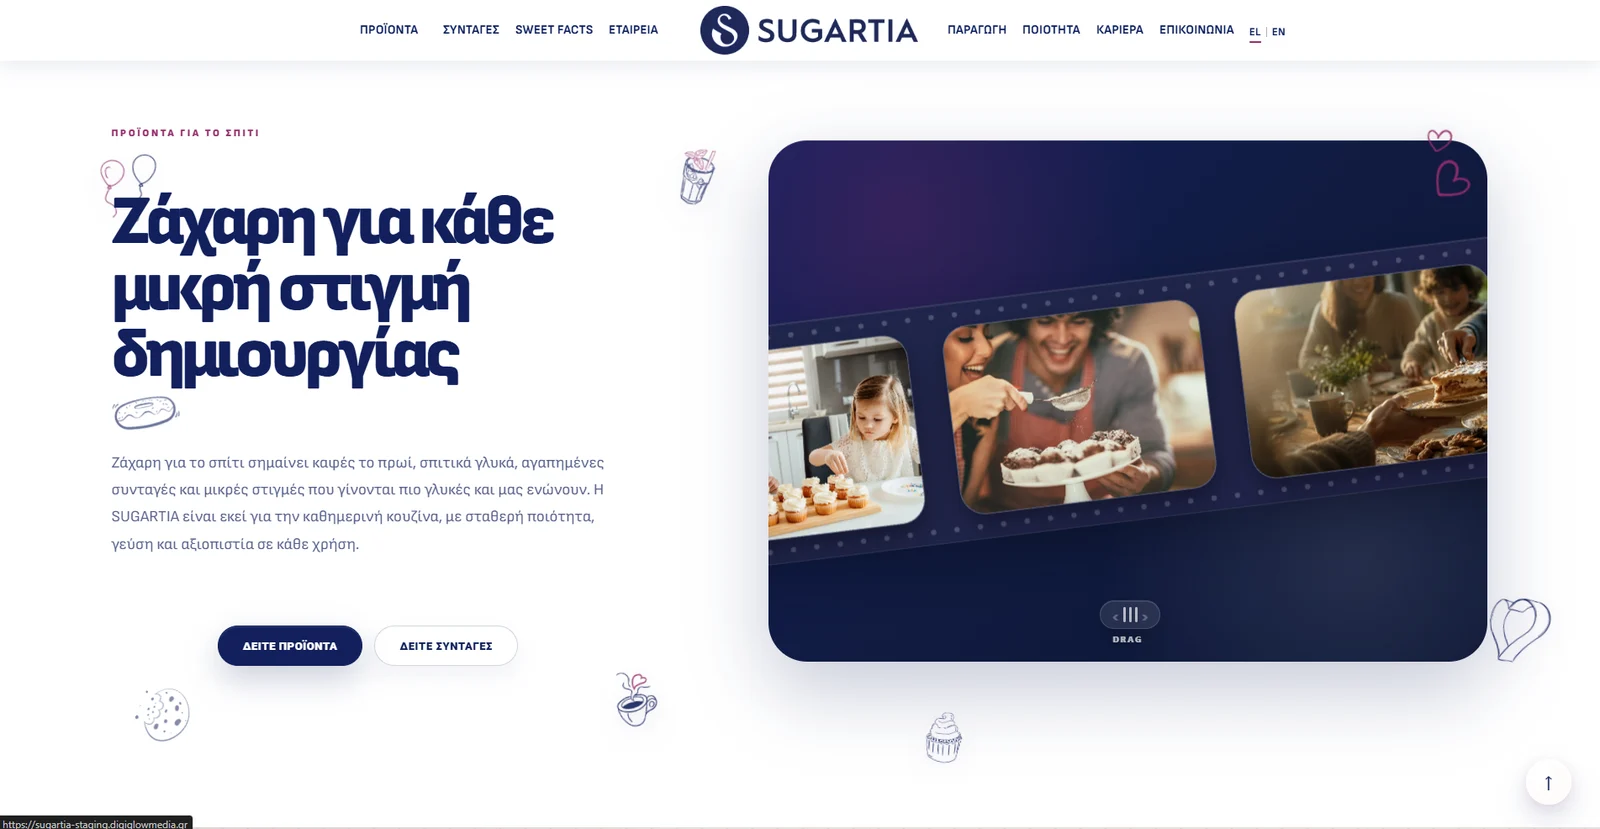 ΠΡΟΪΟΝΤΑ ΣΥΝΤΑΓΕΣ SWEET FACTS ΕΤΑΙΡΕΙΑ SUGARTIA ΠΑΡΑΓΩΓΗ ΠΟΙΟΤΗΤΑ ΚΑΡΙΕΡΑ ΕΠΙΚΟΙΝΩΝΙΑ EL | EN
ΠΡΟΪΟΝΤΑ ΓΙΑ ΤΟ ΣΠΙΤΙ
Ζάχαρη για κάθε
μικρή στιγμή
δημιουργίας
Ζάχαρη για το σπίτι σημαίνει καφές το πρωί, σπιτικά γλυκά, αγαπημένες
συνταγές και μικρές στιγμές που γίνονται πιο γλυκές και μας ενώνουν. Η
SUGARTIA είναι εκεί για την καθημερινή κουζίνα, με σταθερή ποιότητα,
γεύση και αξιοπιστία σε κάθε χρήση.
ΔΕΙΤΕ ΠΡΟΪΟΝΤΑ ΔΕΙΤΕ ΣΥΝΤΑΓΕΣ
DRAG
https://sugartia-staging.digiglowmedia.gr